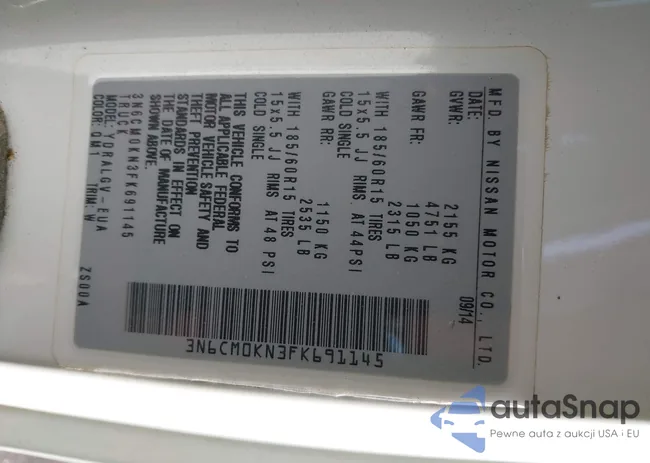 MFD BY NISSAN MOTOR CO., LTD.
DATE: 09/14
GVWR: 2155 KG
4751 LB
GAWR FR: 1050 KG
2315 LB
WITH 185/60R15 TIRES
15x5.5 JJ RIMS AT 44PSI
COLD SINGLE
GAWR RR: 1150 KG
2535 LB
WITH 185/60R15 TIRES
15x5.5 JJ RIMS AT 48 PSI
COLD SINGLE
THIS VEHICLE CONFORMS TO
ALL APPLICABLE FEDERAL
MOTOR VEHICLE SAFETY AND
THEFT PREVENTION
STANDARDS IN EFFECT ON
THE DATE OF MANUFACTURE
SHOWN ABOVE.
3N6CM0KN3FK691145
TRUCK
MODEL: YDRALGV-EUA
COLOR: QM1 TRIM: W
ZS00A
3N6CM0KN3FK691145
autaSnap
Pewne auta z aukcji USA i EU